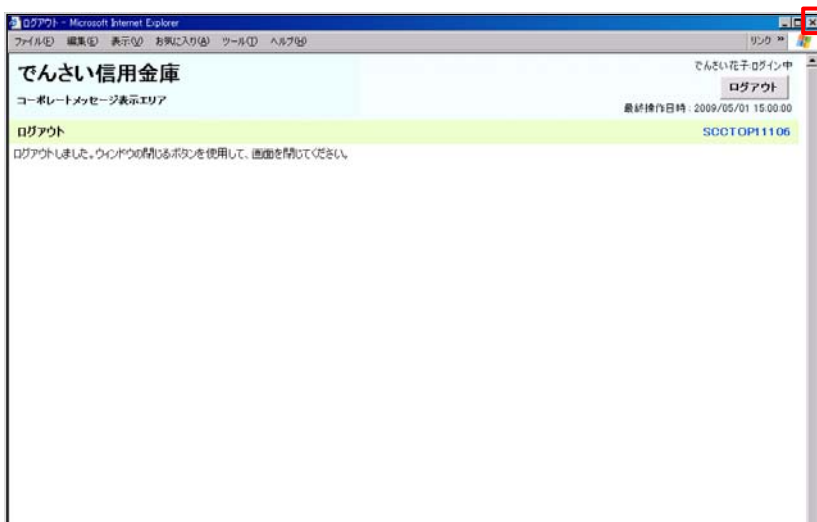 ログアウト - Microsoft Internet Explorer
ファイル(F) 編集(E) 表示(V) お気に入り(A) ツール(T) ヘルプ(H) リンク »
でんさい信用金庫
でんさい花子:ログイン中
ログアウト
コーポレートメッセージ表示エリア
最終操作日時:2009/05/01 15:00:00
ログアウト SCCTOP11106
ログアウトしました。ウィンドウの閉じるボタンを使用して、画面を閉じてください。